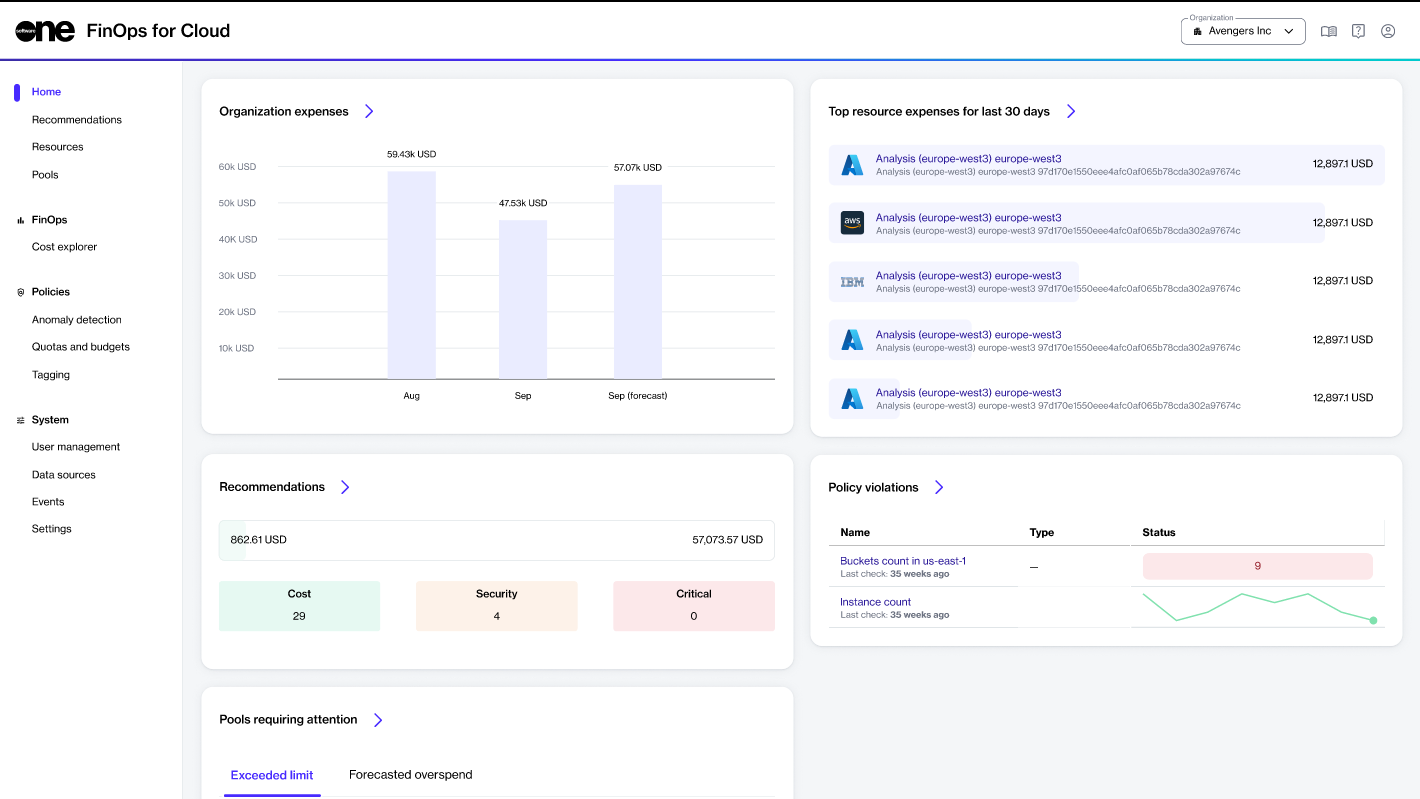 software
one
FinOps for Cloud
Organization
Avengers Inc
Home
Recommendations
Resources
Pools
FinOps
Cost explorer
Policies
Anomaly detection
Quotas and budgets
Tagging
System
User management
Data sources
Events
Settings
Organization expenses
60k USD
50k USD
40K USD
30k USD
20k USD
10k USD
59.43k USD
47.53k USD
57.07k USD
Aug
Sep
Sep (forecast)
Top resource expenses for last 30 days
Analysis (europe-west3) europe-west3
Analysis (europe-west3) europe-west3 97d170e1550eee4afc0af065b78cda302a97674c
12,897.1 USD
aws
Analysis (europe-west3) europe-west3
Analysis (europe-west3) europe-west3 97d170e1550eee4afc0af065b78cda302a97674c
12,897.1 USD
IBM
Analysis (europe-west3) europe-west3
Analysis (europe-west3) europe-west3 97d170e1550eee4afc0af065b78cda302a97674c
12,897.1 USD
Analysis (europe-west3) europe-west3
Analysis (europe-west3) europe-west3 97d170e1550eee4afc0af065b78cda302a97674c
12,897.1 USD
Analysis (europe-west3) europe-west3
Analysis (europe-west3) europe-west3 97d170e1550eee4afc0af065b78cda302a97674c
12,897.1 USD
Recommendations
862.61 USD 57,073.57 USD
Cost
29
Security
4
Critical
0
Policy violations
Name Type Status
Buckets count in us-east-1
Last check: 35 weeks ago
— 9
Instance count
Last check: 35 weeks ago
Pools requiring attention
Exceeded limit Forecasted overspend